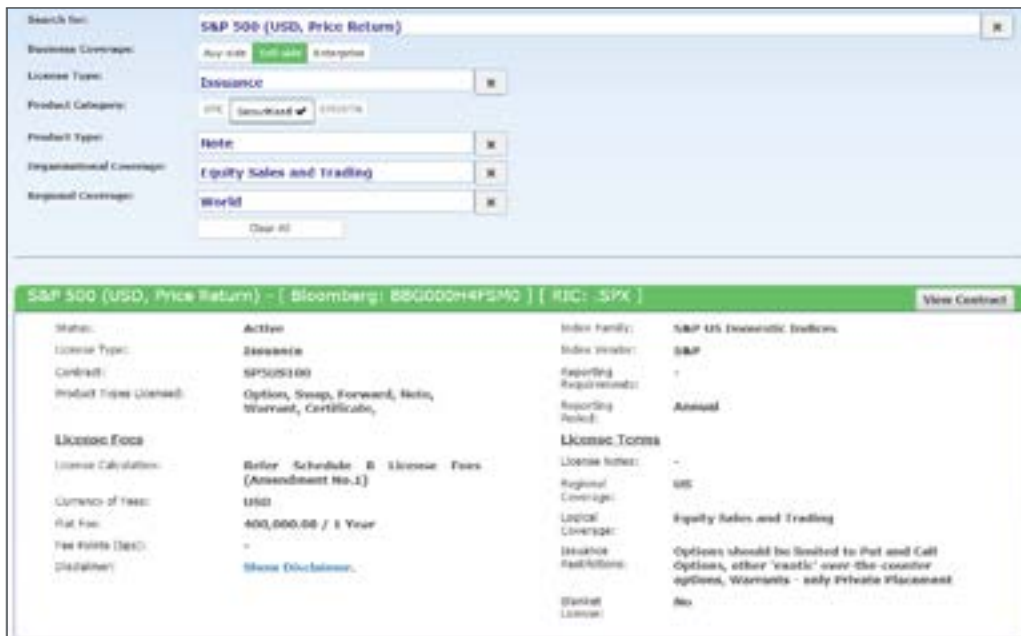 Search for: S&P 500 (USD, Price Return)
Business Coverage: Buy side Sell side Enterprise
License Type: Issuance
Product Category: Securitised ✔
Product Type: Note
Organisational Coverage: Equity Sales and Trading
Regional Coverage: World
Clear All
S&P 500 (USD, Price Return) - [ Bloomberg: BBG000H4FSM0 ] [ RIC: .SPX ] View Contract
Status: Active
License Type: Issuance
Contract: SPSUS100
Product Types Licensed: Option, Swap, Forward, Note,
Warrant, Certificate,
License Fees
License Calculation: Refer Schedule B License Fees
(Amendment No.1)
Currency of Fees: USD
Flat Fee: 400,000.00 / 1 Year
Fee Points (bps): -
Disclaimer: Show Disclaimer.
Index Family: S&P US Domestic Indices
Index Vendor: S&P
Reporting
Requirements: -
Reporting
Period: Annual
License Terms
License Notes: -
Regional
Coverage: US
Logical
Coverage: Equity Sales and Trading
Issuance
Restrictions: Options should be limited to Put and Call
Options, other 'exotic' over-the-counter
options, Warrants - only Private Placement
Blanket
License: No